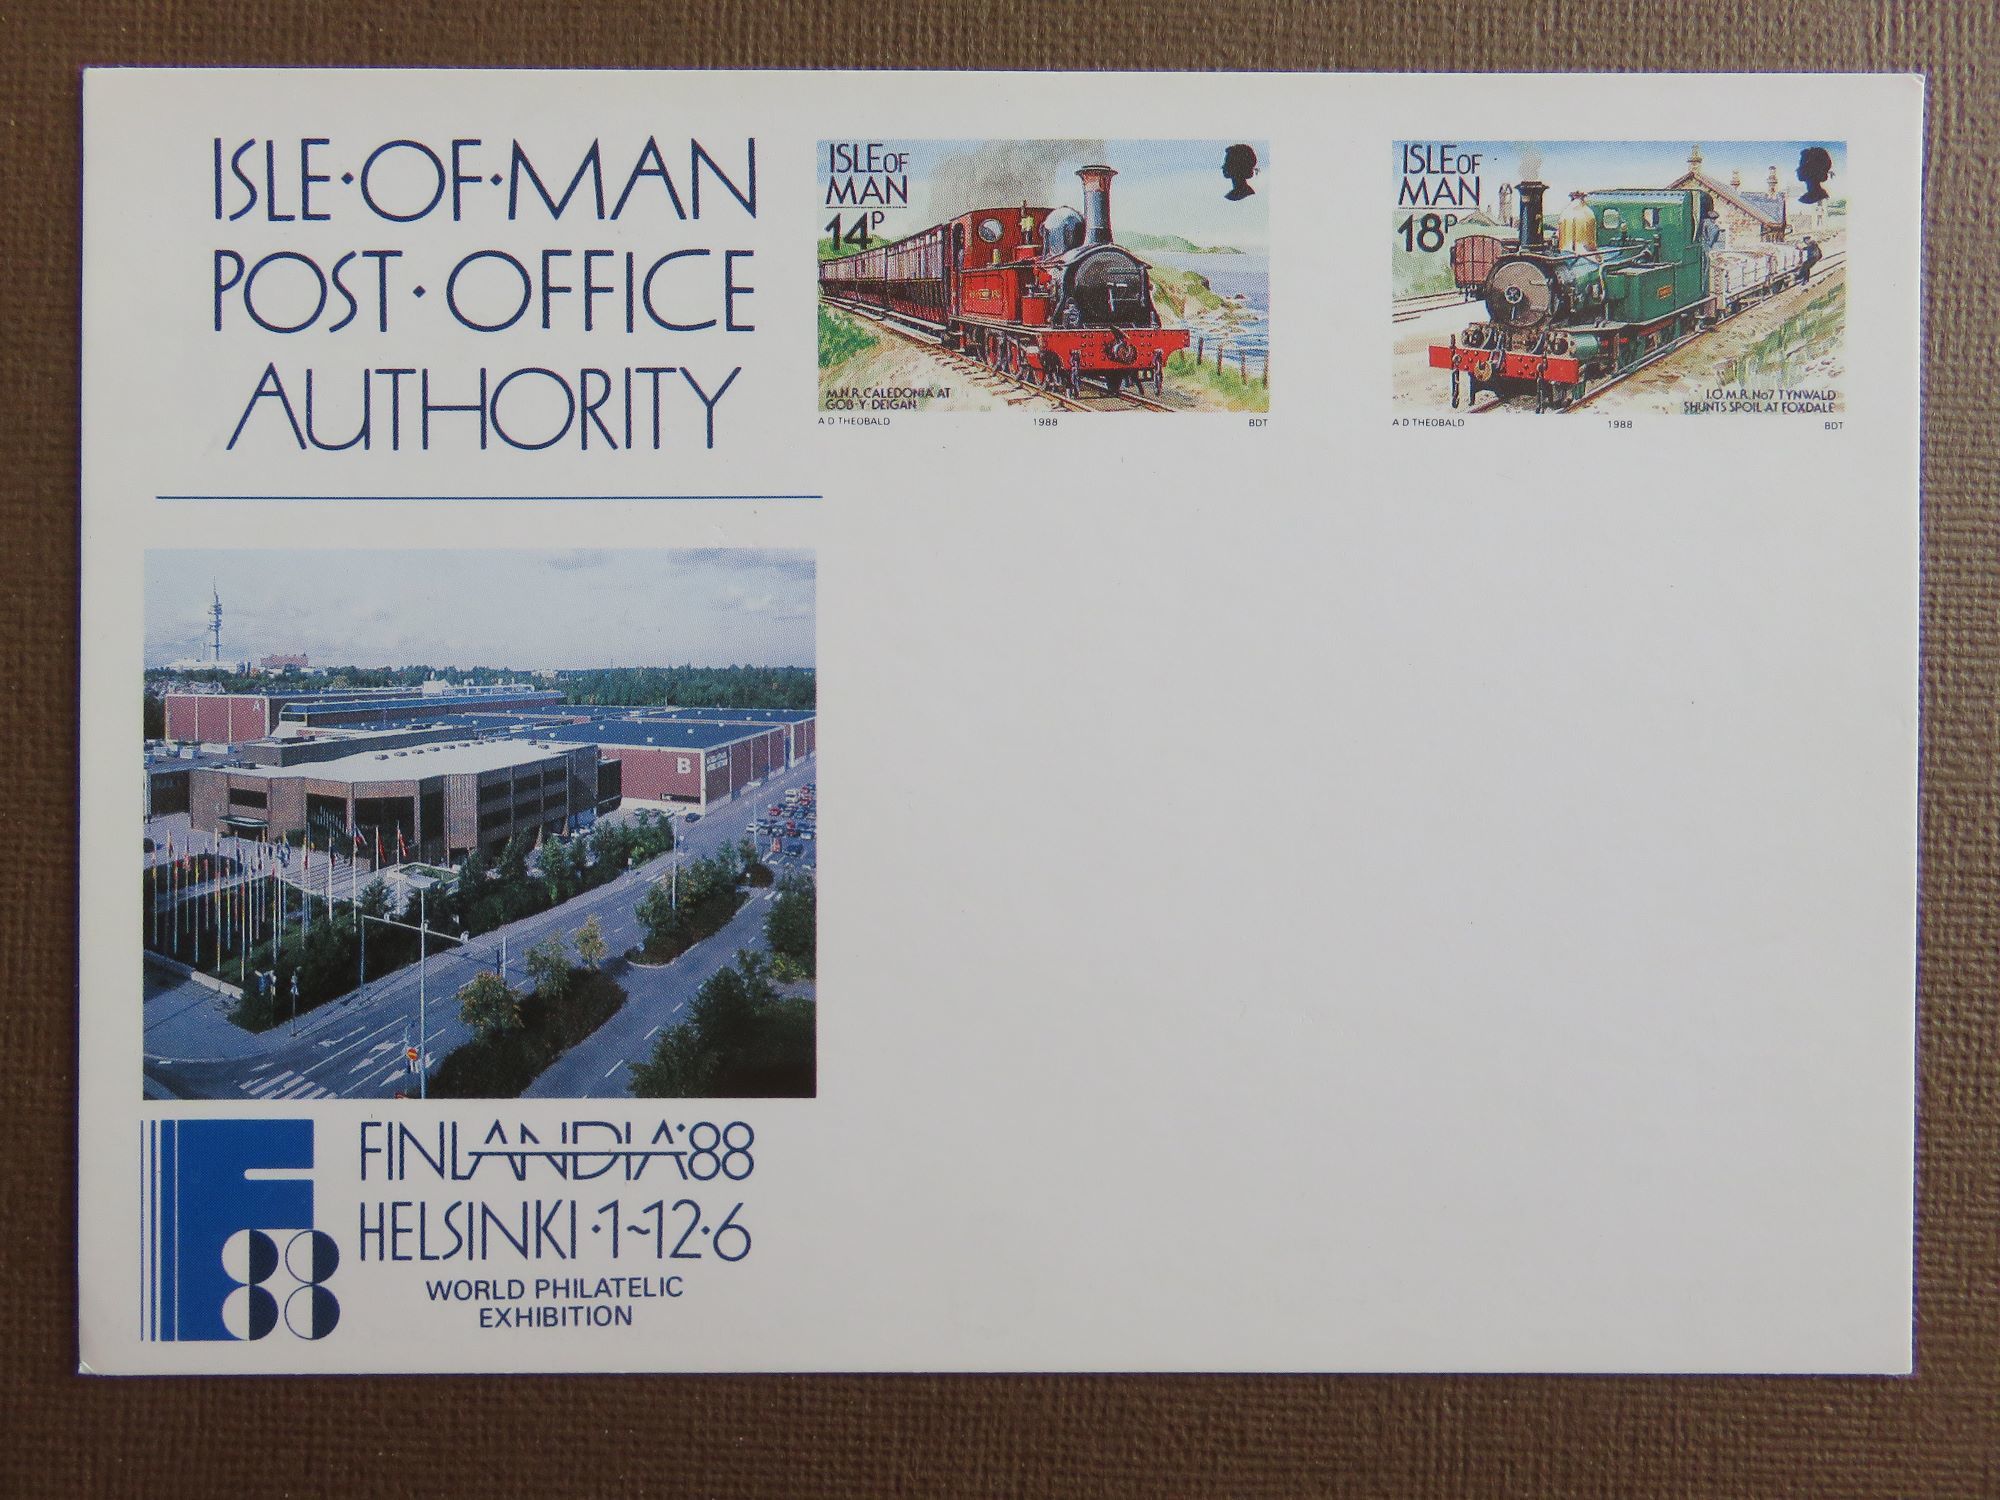 ISLE·OF·MAN
POST·OFFICE
AUTHORITY
ISLE OF
MAN
14P
M.N.R. CALEDONIA AT
GOB-Y-DEIGAN
A D THEOBALD 1988 BDT
ISLE OF
MAN
18P
I.O.M.R. No7 TYNWALD
SHUNTS SPOIL AT FOXDALE
A D THEOBALD 1988 BDT
A
B
F
88
FINLANDIA'88
HELSINKI·1~12·6
WORLD PHILATELIC
EXHIBITION